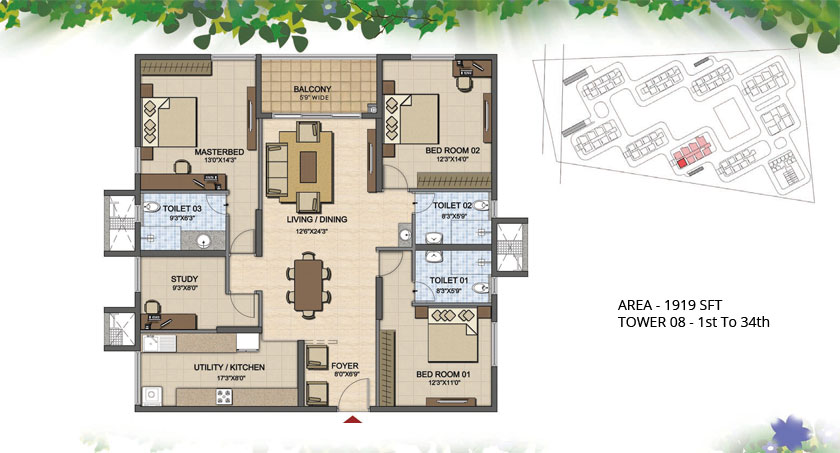 BALCONY
5'9" WIDE
MASTERBED
13'0"X14'3"
BED ROOM 02
12'3"X14'0"
TOILET 03
9'3"X6'3"
LIVING / DINING
12'6"X24'3"
TOILET 02
8'3"X5'9"
STUDY
9'3"X8'0"
TOILET 01
8'3"X5'9"
UTILITY / KITCHEN
17'3"X8'0"
FOYER
8'0"X6'9"
BED ROOM 01
12'3"X11'0"
AREA - 1919 SFT
TOWER 08 - 1st To 34th